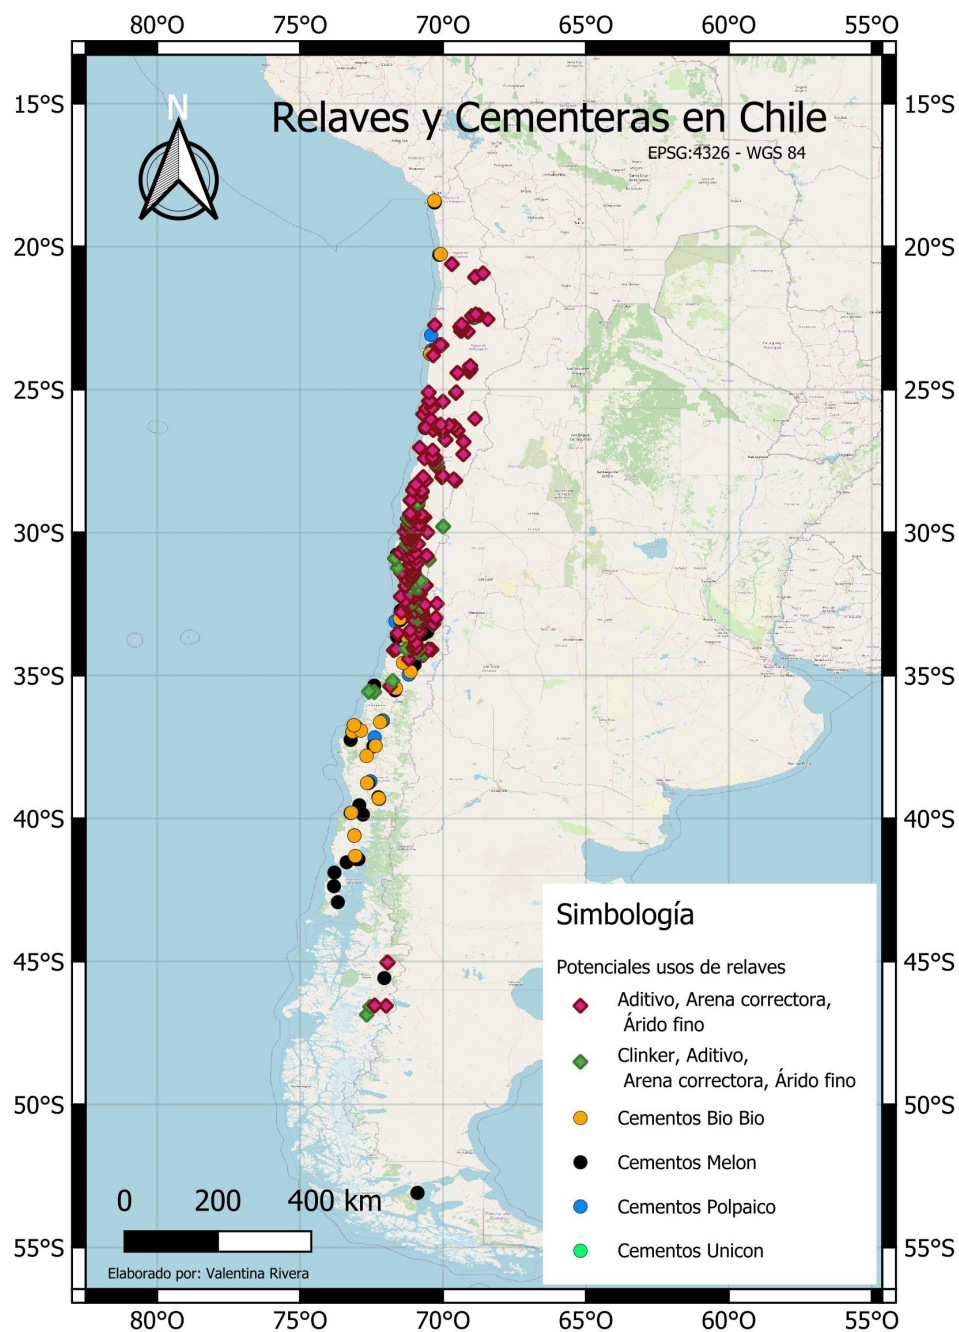 80°O 75°O 70°O 65°O 60°O 55°O
15°S 15°S
N
Relaves y Cementeras en Chile
EPSG:4326 - WGS 84
20°S 20°S
25°S 25°S
30°S 30°S
35°S 35°S
40°S 40°S
Simbología
45°S 45°S
Potenciales usos de relaves
Aditivo, Arena correctora,
Árido fino
Clinker, Aditivo,
Arena correctora, Árido fino
50°S 50°S
Cementos Bio Bio
Cementos Melon
Cementos Polpaico
Cementos Unicon
0 200 400 km
55°S 55°S
Elaborado por: Valentina Rivera
80°O 75°O 70°O 65°O 60°O 55°O